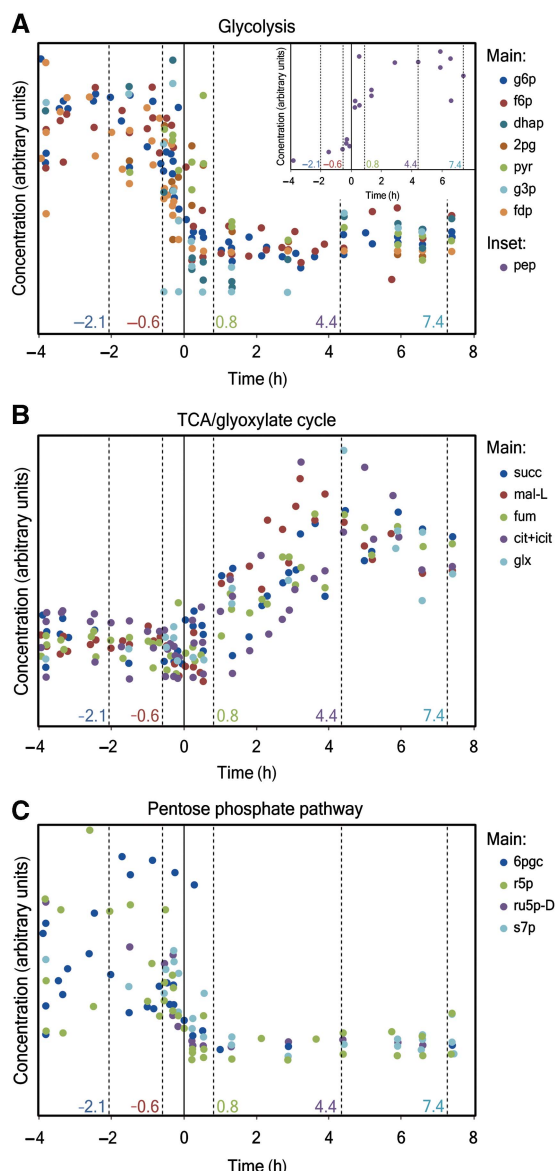 A
Glycolysis
Concentration (arbitrary units)
Conentration (arbitrary units)
−2.1 −0.6 0.8 4.4 7.4
−4 −2 0 2 4 6
Time (h)
Main:
g6p
f6p
dhap
2pg
pyr
g3p
fdp
Inset:
pep
−2.1 −0.6 0.8 4.4 7.4
−4 −2 0 2 4 6 8
Time (h)
B
TCA/glyoxylate cycle
Concentration (arbitrary units)
Main:
succ
mal-L
fum
cit+icit
glx
-2.1 -0.6 0.8 4.4 7.4
−4 −2 0 2 4 6 8
Time (h)
C
Pentose phosphate pathway
Concentration (arbitrary units)
Main:
6pgc
r5p
ru5p-D
s7p
-2.1 -0.6 0.8 4.4 7.4
−4 −2 0 2 4 6 8
Time (h)